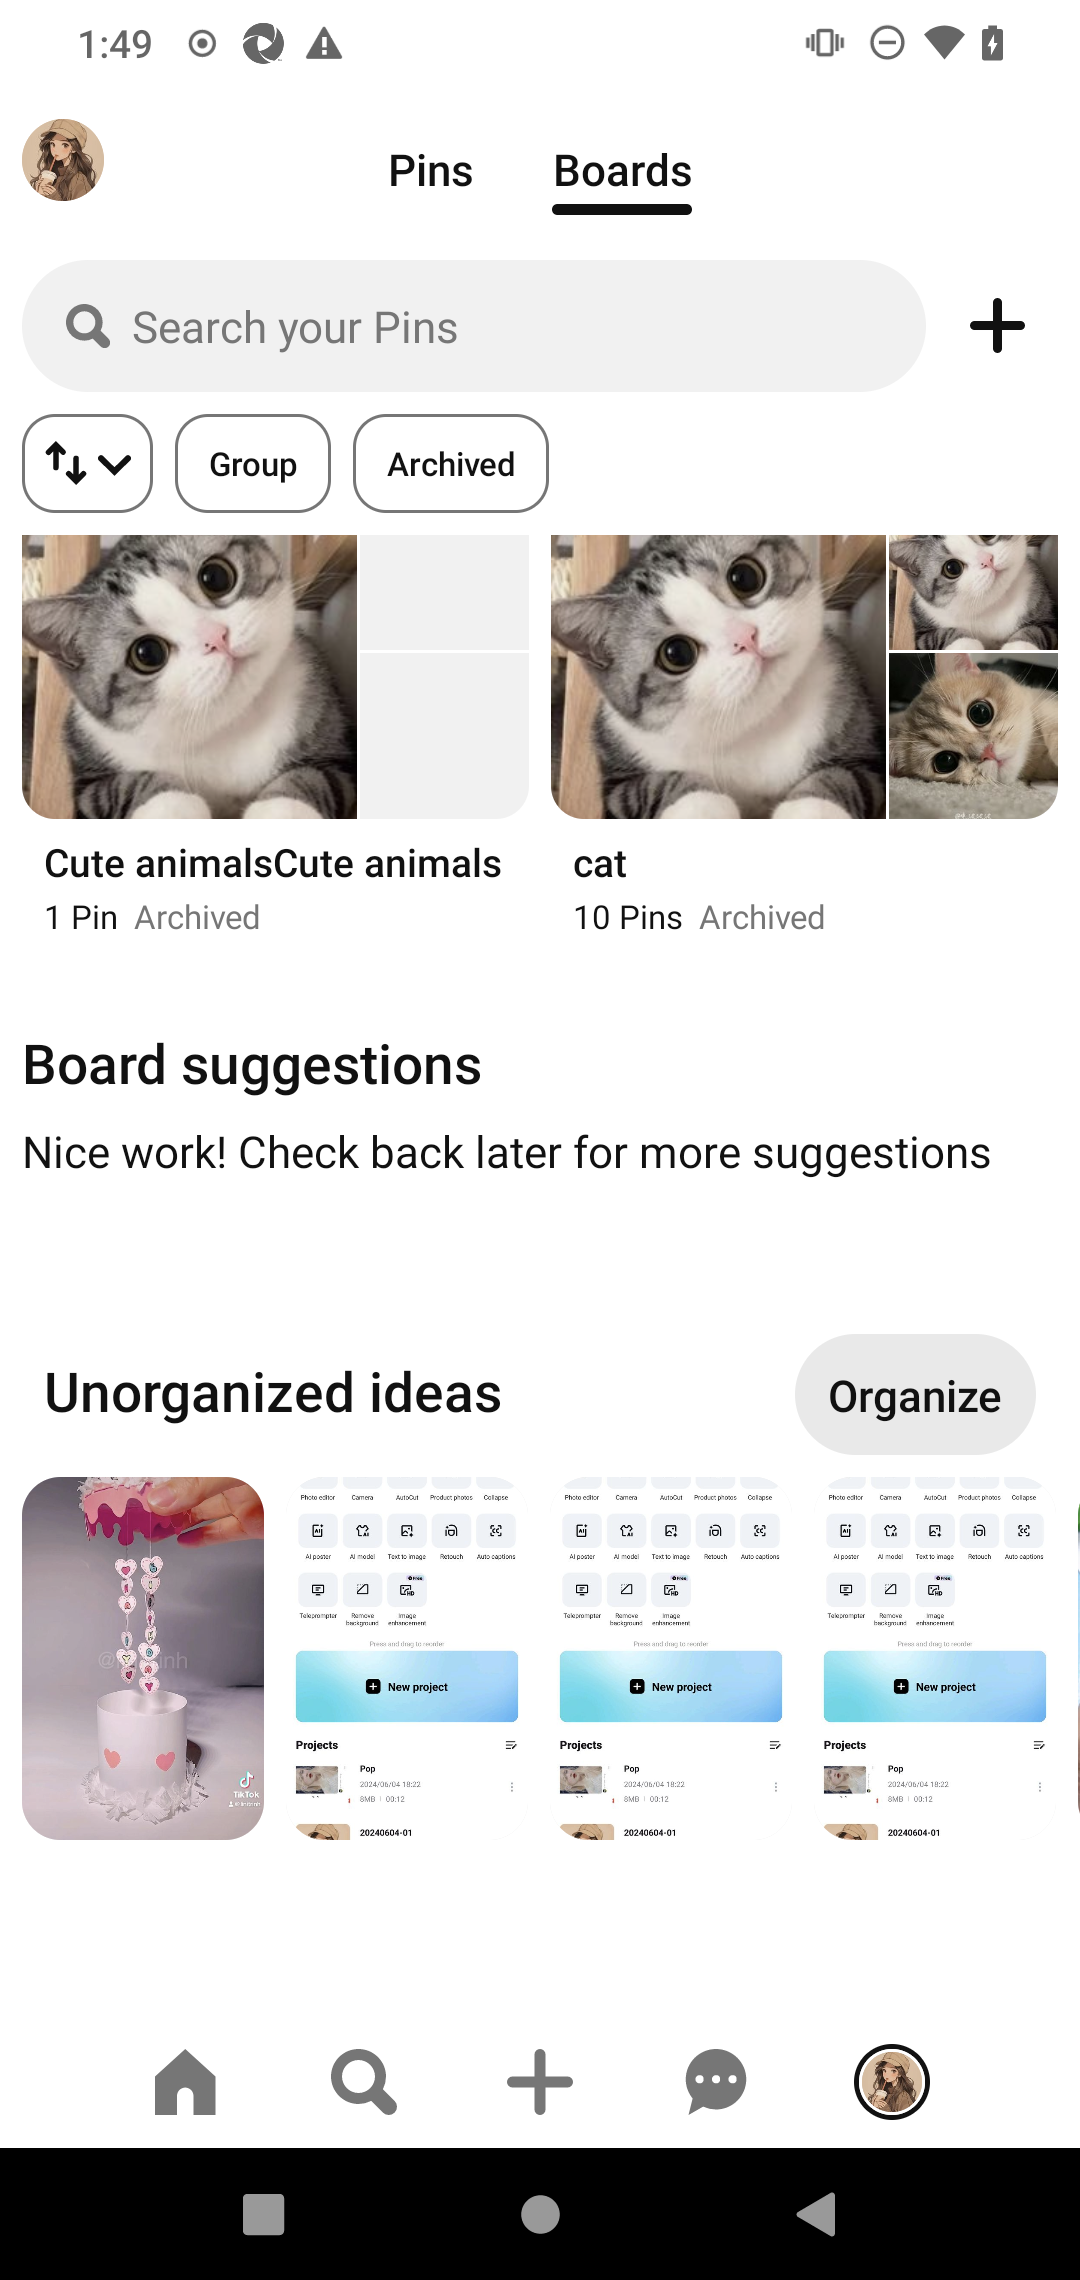 1:49
Pins Boards
Search your Pins
Group Archived
Cute animalsCute animals cat
1 Pin Archived 10 Pins Archived
Board suggestions
Nice work! Check back later for more suggestions
Unorganized ideas Organize
Photo editor Camera AutoCut Product photos Collapse Photo editor Camera AutoCut Product photos Collapse Photo editor Camera AutoCut Product photos Collapse
AI poster AI model Text to image Retouch Auto captions AI poster AI model Text to image Retouch Auto captions AI poster AI model Text to image Retouch Auto captions
Free Free Free
HD HD HD
Teleprompter Remove background Image enhancement Teleprompter Remove background Image enhancement Teleprompter Remove background Image enhancement
Press and drag to reorder Press and drag to reorder Press and drag to reorder
New project New project New project
Projects Projects Projects
Pop Pop Pop
2024/06/04 18:22 2024/06/04 18:22 2024/06/04 18:22
TikTok 8MB 00:12 8MB 00:12 8MB 00:12
20240604-01 20240604-01 20240604-01